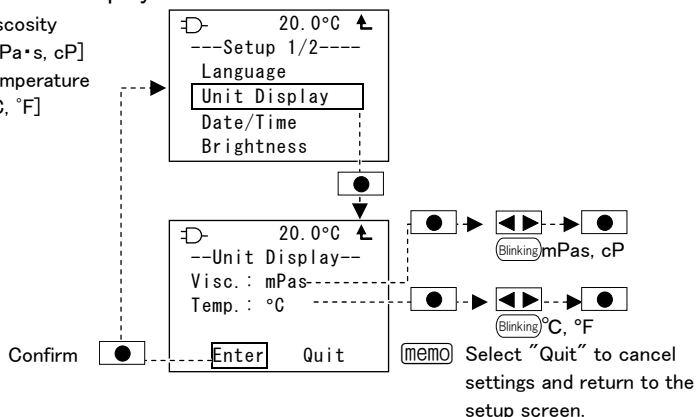 scosity
Pa･s, cP]
mperature
, °F]
20.0°C
---Setup 1/2----
Language
Unit Display
Date/Time
Brightness
20.0°C
--Unit Display--
Visc.: mPas
Temp.: °C
Enter Quit
Blinking mPas, cP
Blinking °C, °F
Confirm
memo Select "Quit" to cancel
settings and return to the
setup screen.